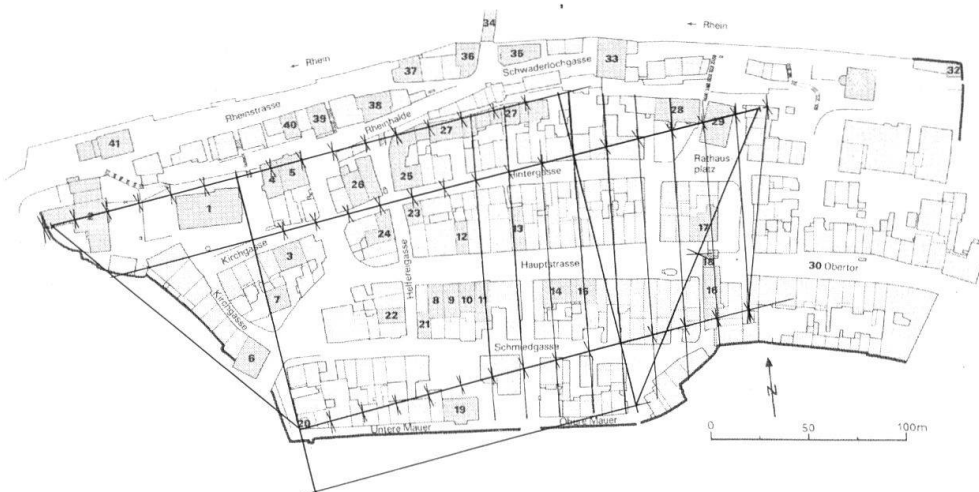 34
← Rhein
36
35
33
32
← Rhein
37
Schwaderlochgasse
38
Rheinstrasse
39
40
Rheinhalde
41
27
27
28
29
4
5
26
25
Rathaus
platz
Hintergasse
2
1
23
24
12
13
17
Kirchgasse
3
Helfereigasse
Hauptstrasse
18
30 Obertor
7
8 9 10 11
14 15
16
Kirchgasse
22
21
Schmiedgasse
6
19
20
Untere Mauer
Obere Mauer
N
0 50 100m